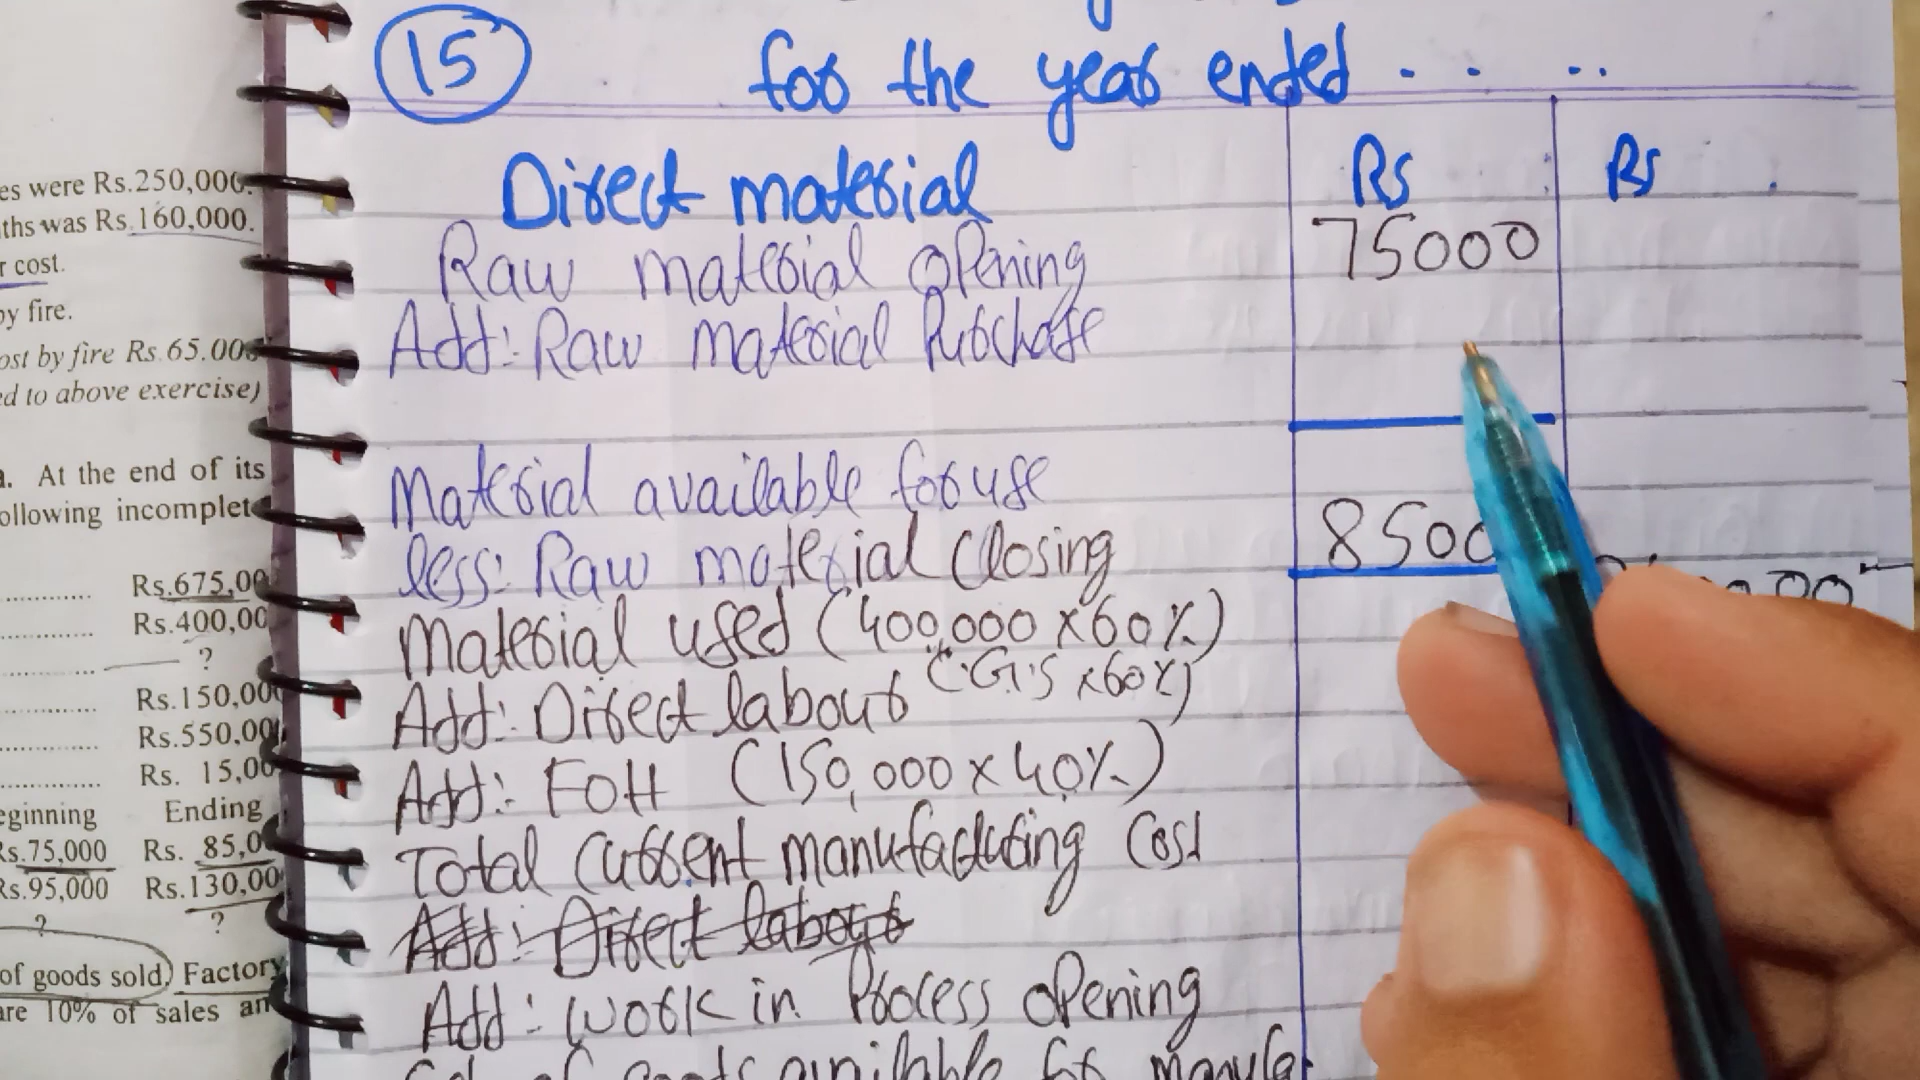 15
for the year ended . . . .
Direct material Rs Rs
Raw material opening 75000
Add: Raw material Purchase
Material available for use
less: Raw material closing 8500
Material used (400,000 x 60%)
Add: Direct labour (CGS x 60%)
Add: FOH (150,000 x 40%)
Total current manufacturing cost
Add: Direct labour
Add: work in Process opening
es were Rs.250,000.
ths was Rs.160,000.
r cost.
by fire.
ost by fire Rs.65.000
ed to above exercise)
a. At the end of its
ollowing incomplete
Rs.675,00
Rs.400,00
?
Rs.150,00
Rs.550,00
Rs. 15,00
eginning Ending
Rs.75,000 Rs. 85,0
Rs.95,000 Rs.130,00
? ?
of goods sold. Factory
are 10% of sales an